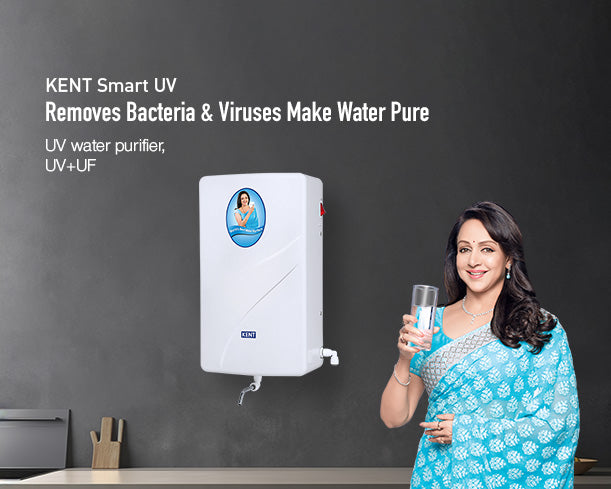 KENT Smart UV
Removes Bacteria & Viruses Make Water Pure
UV water purifier,
UV+UF
KENT